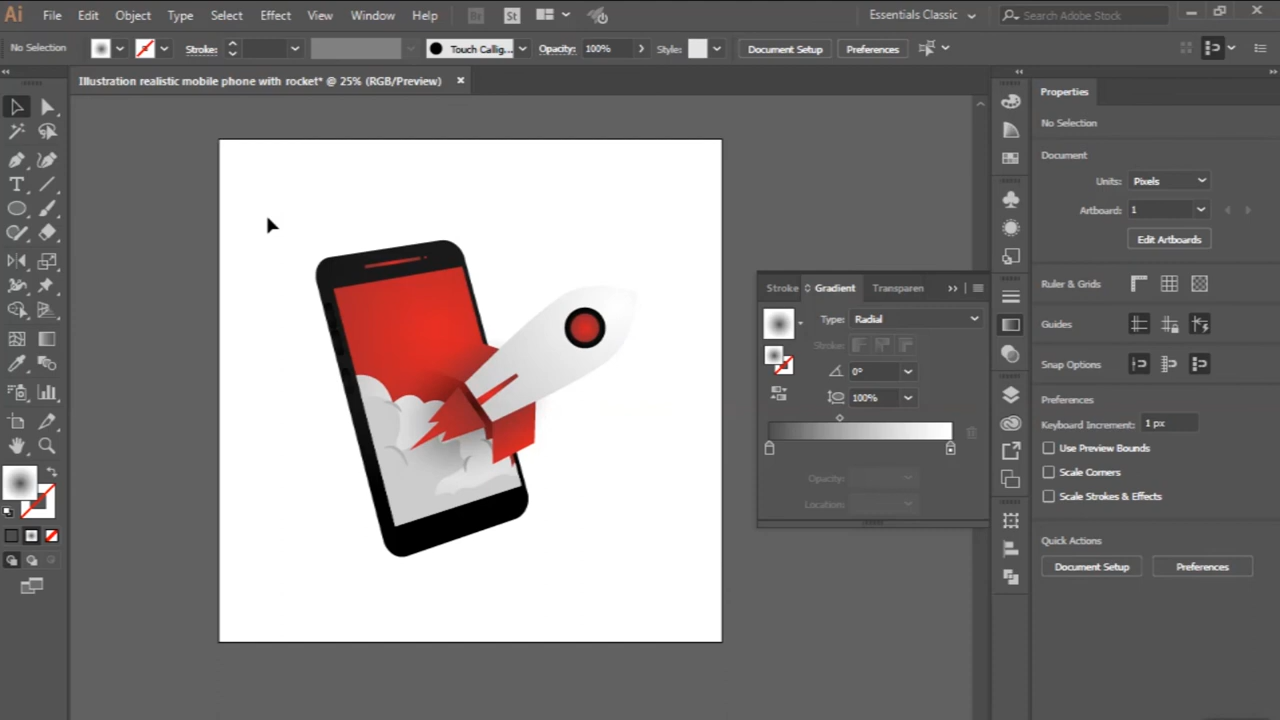 Ai File Edit Object Type Select Effect View Window Help Br St Essentials Classic Search Adobe Stock
No Selection Stroke: Touch Callig... Opacity: 100% Style: Document Setup Preferences
Illustration realistic mobile phone with rocket* @ 25% (RGB/Preview)
Properties
No Selection
Document
Units: Pixels
Artboard: 1
Edit Artboards
Ruler & Grids
Guides
Snap Options
Preferences
Keyboard Increment: 1 px
Use Preview Bounds
Scale Corners
Scale Strokes & Effects
Quick Actions
Document Setup Preferences
Stroke Gradient Transparen
Type: Radial
Stroke:
0°
100%
Opacity:
Location: